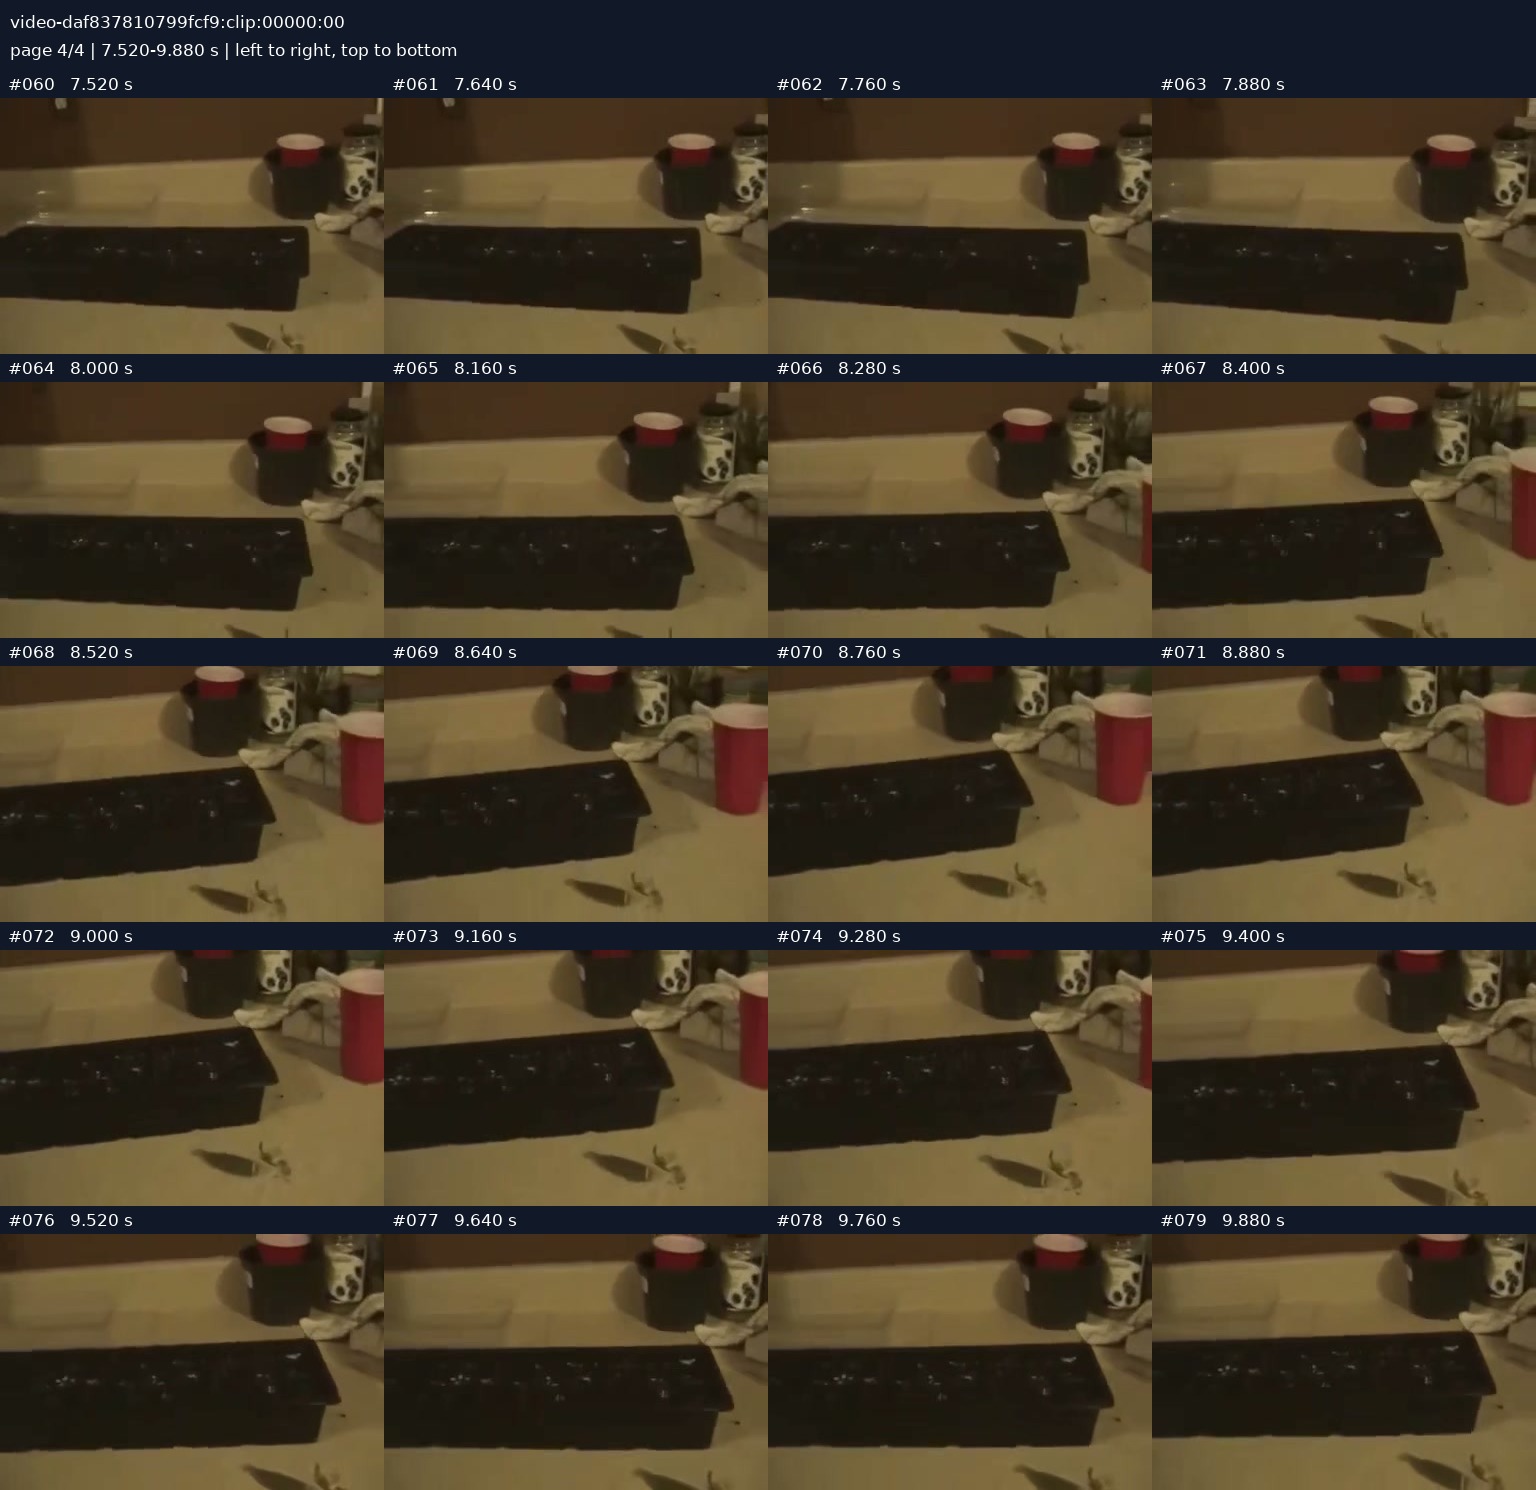 video-daf837810799fcf9:clip:00000:00
page 4/4 | 7.520-9.880 s | left to right, top to bottom
#060 7.520 s
#061 7.640 s
#062 7.760 s
#063 7.880 s
#064 8.000 s
#065 8.160 s
#066 8.280 s
#067 8.400 s
#068 8.520 s
#069 8.640 s
#070 8.760 s
#071 8.880 s
#072 9.000 s
#073 9.160 s
#074 9.280 s
#075 9.400 s
#076 9.520 s
#077 9.640 s
#078 9.760 s
#079 9.880 s